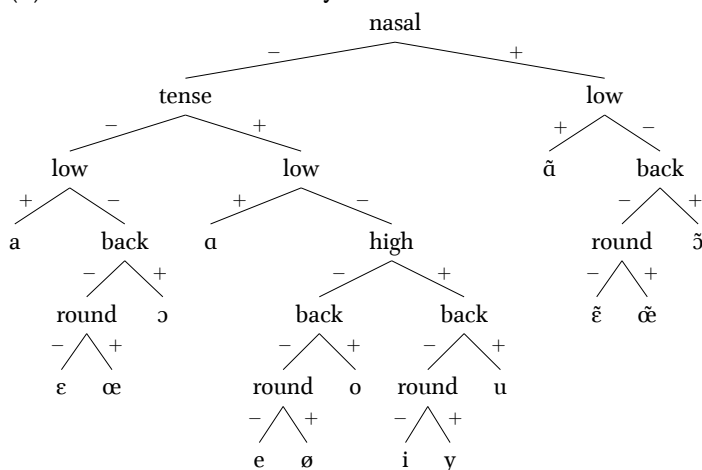 nasal
− +
tense low
− + + −
low low ɑ̃ back
+ − + − − +
a back ɑ high round ɔ̃
− + − + − +
round ɔ back back ɛ̃ œ̃
− + − + − +
ɛ œ round o round u
− + − +
e ø i y